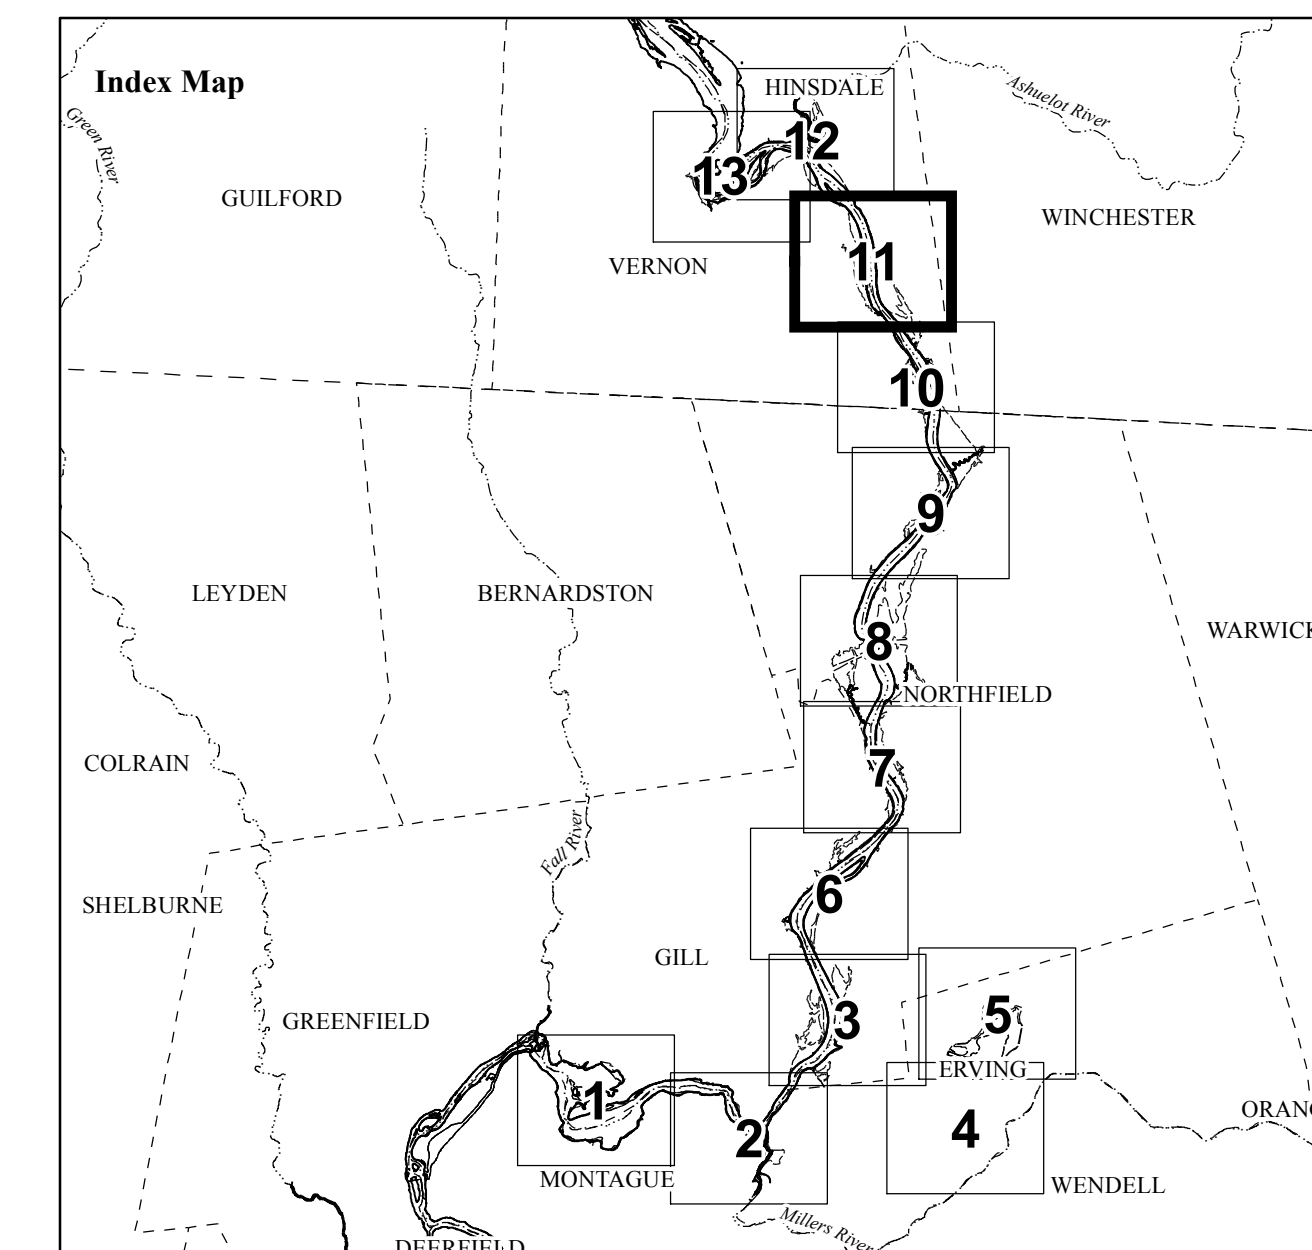 Index Map
HINSDALE
Ashuelot River
Green River
12
13
GUILFORD
WINCHESTER
11
VERNON
10
9
LEYDEN
BERNARDSTON
WARWICK
8
NORTHFIELD
COLRAIN
7
Fall River
6
SHELBURNE
GILL
5
GREENFIELD
3
ERVING
1
ORANG
4
2
MONTAGUE
WENDELL
Millers River
DEERFIELD